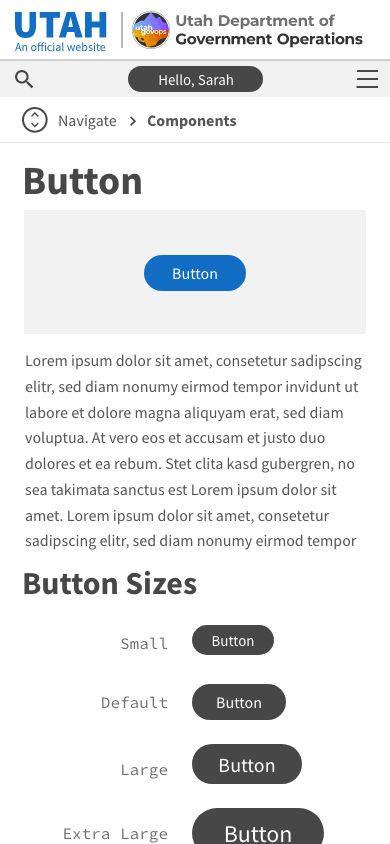 UTAH
An official website
utah
govops
Utah Department of
Government Operations
Hello, Sarah
Navigate
Components
Button
Button
Lorem ipsum dolor sit amet, consetetur sadipscing
elitr, sed diam nonumy eirmod tempor invidunt ut
labore et dolore magna aliquyam erat, sed diam
voluptua. At vero eos et accusam et justo duo
dolores et ea rebum. Stet clita kasd gubergren, no
sea takimata sanctus est Lorem ipsum dolor sit
amet. Lorem ipsum dolor sit amet, consetetur
sadipscing elitr, sed diam nonumy eirmod tempor
Button Sizes
Small Button
Default Button
Large Button
Extra Large Button